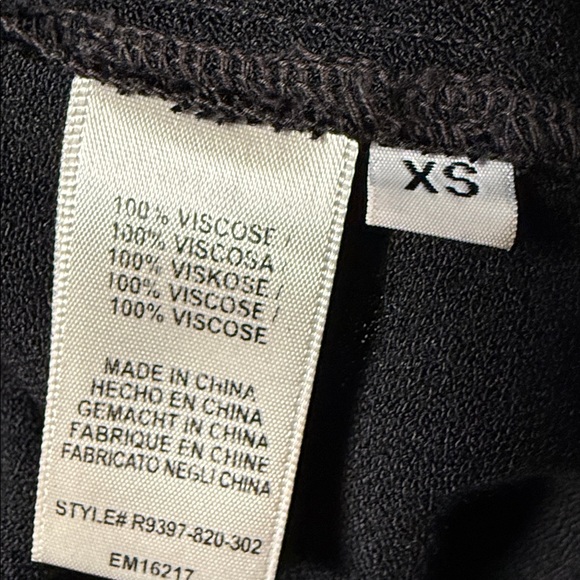 XS
100% VISCOSE /
100% VISCOSA
100% VISKOSE /
100% VISCOSE /
100% VISCOSE
MADE IN CHINA
HECHO EN CHINA
GEMACHT IN CHINA
FABRIQUE EN CHINE
FABRICATO NEGLI CHINA
STYLE# R9397-820-302
EM16217